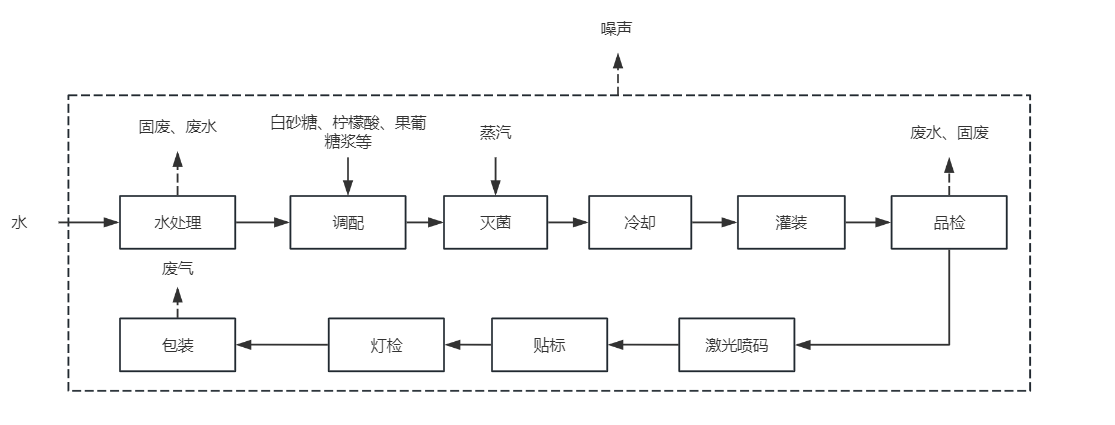 噪声
固废、废水
白砂糖、柠檬酸、果葡
糖浆等
蒸汽
废水、固废
水
水处理
调配
灭菌
冷却
灌装
品检
废气
包装
灯检
贴标
激光喷码